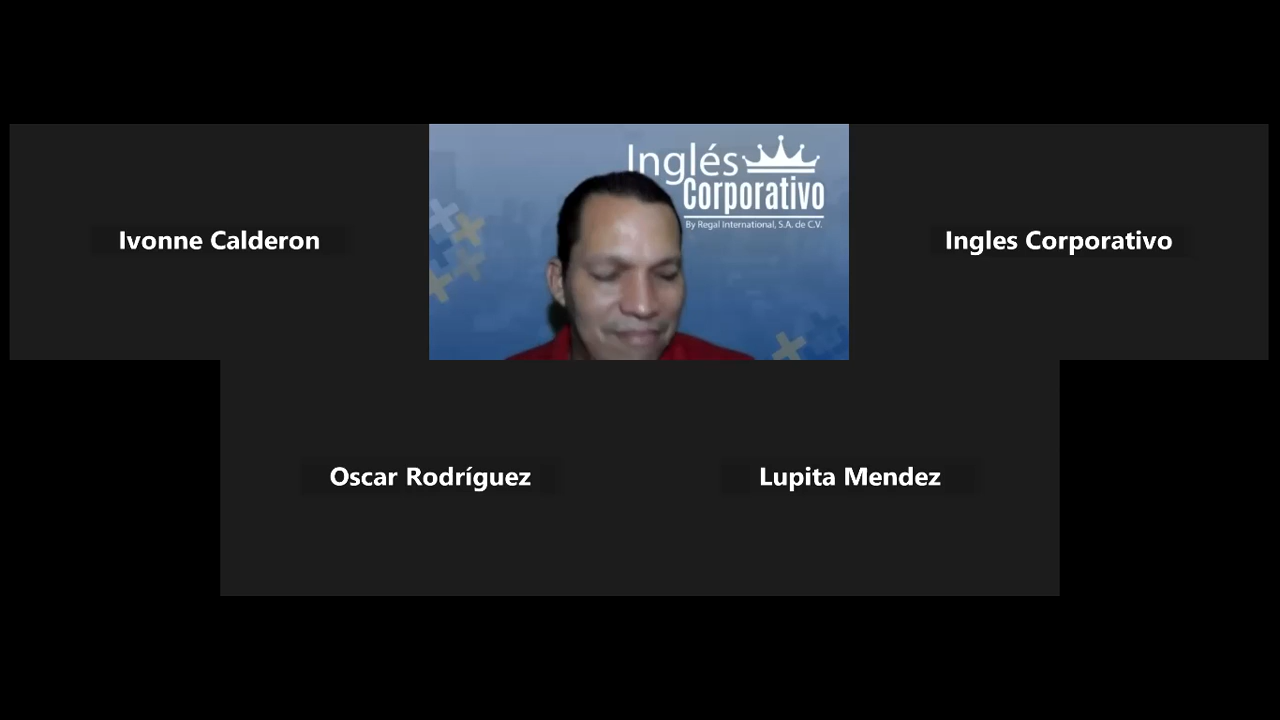 Ivonne Calderon
Inglés
Corporativo
By Regal International, S.A. de C.V.
Ingles Corporativo
Oscar Rodríguez
Lupita Mendez